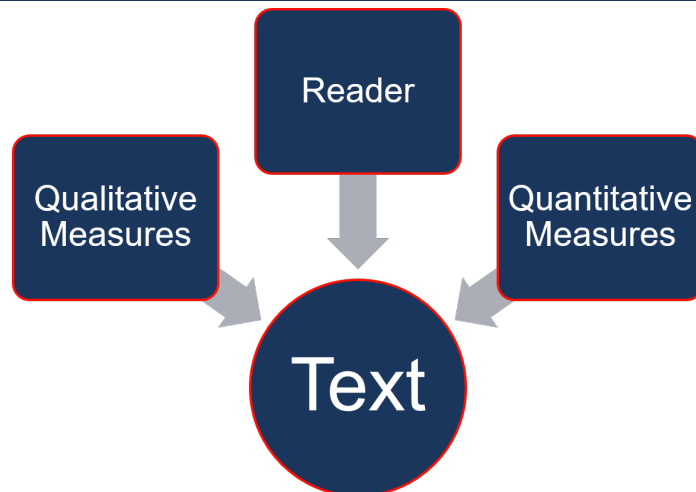 Reader
Qualitative
Measures
Quantitative
Measures
Text